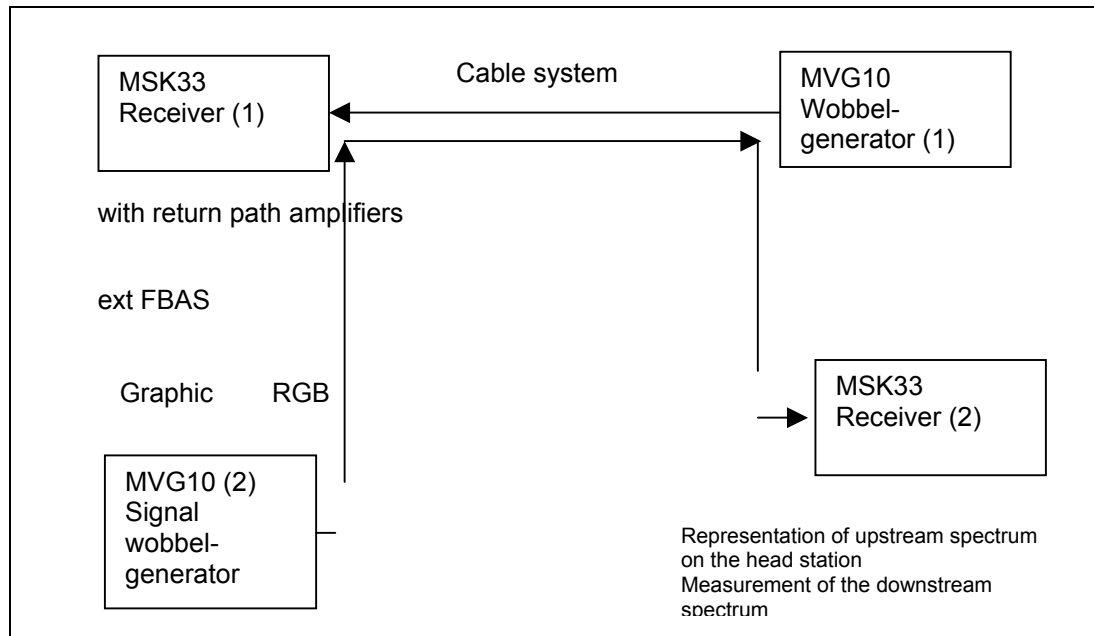 MSK33
Receiver (1)
Cable system
MVG10
Wobbel-
generator (1)
with return path amplifiers
ext FBAS
Graphic RGB
MSK33
Receiver (2)
MVG10 (2)
Signal
wobbel-
generator
Representation of upstream spectrum
on the head station
Measurement of the downstream
spectrum